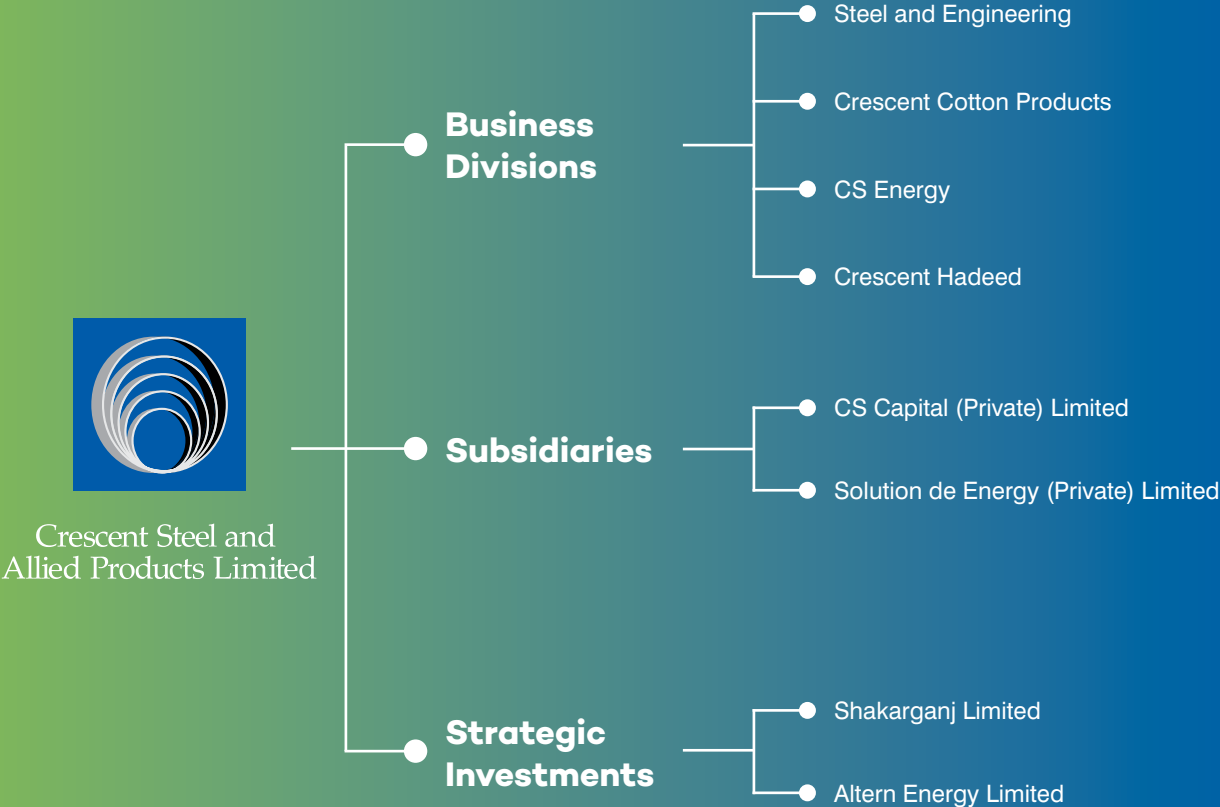 Crescent Steel and
Allied Products Limited
Business
Divisions
Steel and Engineering
Crescent Cotton Products
CS Energy
Crescent Hadeed
Subsidiaries
CS Capital (Private) Limited
Solution de Energy (Private) Limited
Strategic
Investments
Shakarganj Limited
Altern Energy Limited